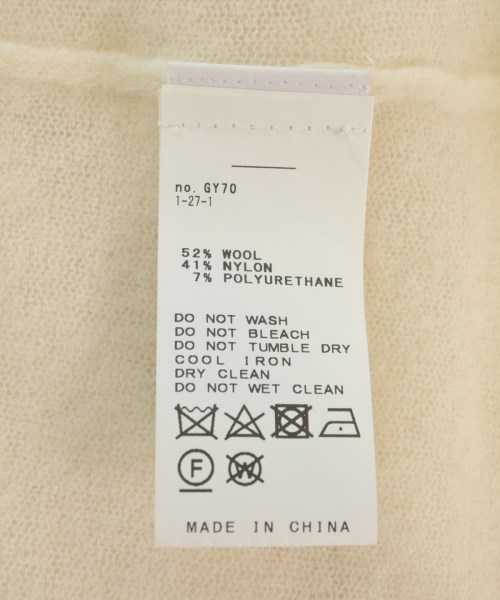 no. GY70
1-27-1
52% WOOL
41% NYLON
7% POLYURETHANE
DO NOT WASH
DO NOT BLEACH
DO NOT TUMBLE DRY
COOL IRON
DRY CLEAN
DO NOT WET CLEAN
F W
MADE IN CHINA